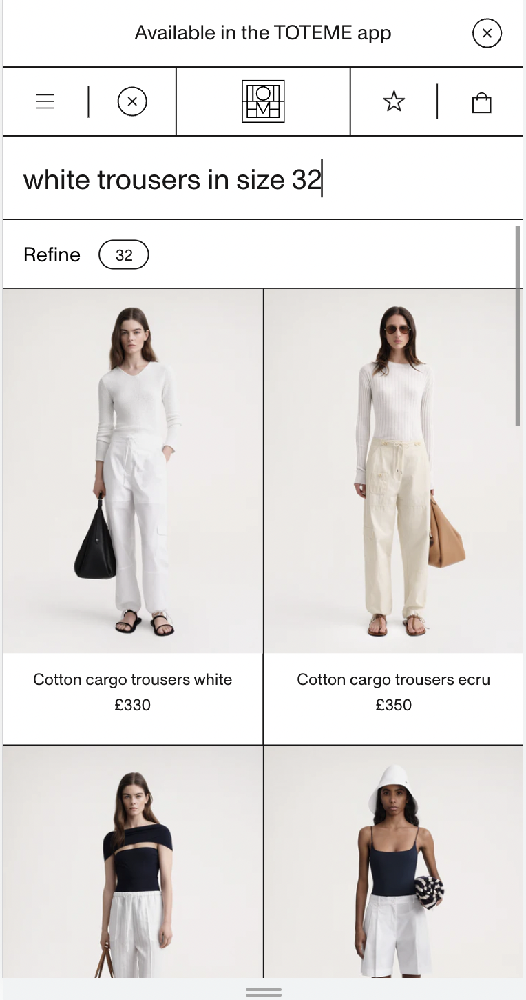 Available in the TOTEME app
white trousers in size 32
Refine 32
Cotton cargo trousers white
£330
Cotton cargo trousers ecru
£350